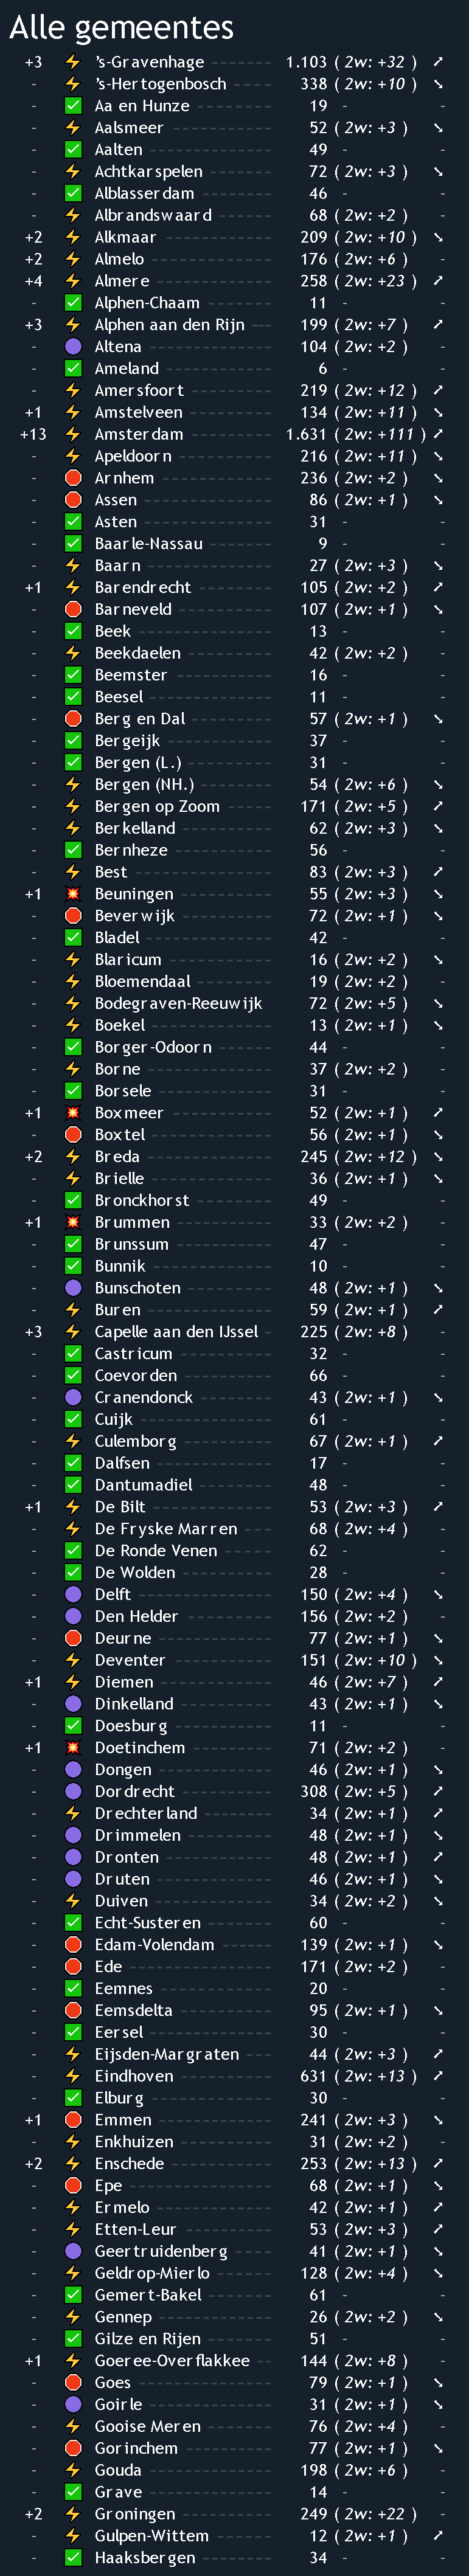 Alle gemeentes
+3 's-Gravenhage 1.103 ( 2w: +32 ) ↗
- 's-Hertogenbosch 338 ( 2w: +10 ) ↘
- Aa en Hunze 19 - -
- Aalsmeer 52 ( 2w: +3 ) ↘
- Aalten 49 - -
- Achtkarspelen 72 ( 2w: +3 ) ↘
- Alblasserdam 46 - -
- Albrandswaard 68 ( 2w: +2 ) -
+2 Alkmaar 209 ( 2w: +10 ) ↘
+2 Almelo 176 ( 2w: +6 ) -
+4 Almere 258 ( 2w: +23 ) ↗
- Alphen-Chaam 11 - -
+3 Alphen aan den Rijn 199 ( 2w: +7 ) ↗
- Altena 104 ( 2w: +2 ) -
- Ameland 6 - -
- Amersfoort 219 ( 2w: +12 ) ↗
+1 Amstelveen 134 ( 2w: +11 ) ↘
+13 Amsterdam 1.631 ( 2w: +111 ) ↗
- Apeldoorn 216 ( 2w: +11 ) ↘
- Arnhem 236 ( 2w: +2 ) ↘
- Assen 86 ( 2w: +1 ) ↘
- Asten 31 - -
- Baarle-Nassau 9 - -
- Baarn 27 ( 2w: +3 ) ↘
+1 Barendrecht 105 ( 2w: +2 ) ↗
- Barneveld 107 ( 2w: +1 ) ↘
- Beek 13 - -
- Beekdaelen 42 ( 2w: +2 ) -
- Beemster 16 - -
- Beesel 11 - -
- Berg en Dal 57 ( 2w: +1 ) ↘
- Bergeijk 37 - -
- Bergen (L.) 31 - -
- Bergen (NH.) 54 ( 2w: +6 ) ↘
- Bergen op Zoom 171 ( 2w: +5 ) ↗
- Berkelland 62 ( 2w: +3 ) ↘
- Bernheze 56 - -
- Best 83 ( 2w: +3 ) ↗
+1 Beuningen 55 ( 2w: +3 ) ↘
- Beverwijk 72 ( 2w: +1 ) ↘
- Bladel 42 - -
- Blaricum 16 ( 2w: +2 ) ↘
- Bloemendaal 19 ( 2w: +2 ) -
- Bodegraven-Reeuwijk 72 ( 2w: +5 ) ↘
- Boekel 13 ( 2w: +1 ) ↘
- Borger-Odoorn 44 - -
- Borne 37 ( 2w: +2 ) -
- Borsele 31 - -
+1 Boxmeer 52 ( 2w: +1 ) ↗
- Boxtel 56 ( 2w: +1 ) ↘
+2 Breda 245 ( 2w: +12 ) ↘
- Brielle 36 ( 2w: +1 ) ↘
- Bronckhorst 49 - -
+1 Brummen 33 ( 2w: +2 ) -
- Brunssum 47 - -
- Bunnik 10 - -
- Bunschoten 48 ( 2w: +1 ) ↘
- Buren 59 ( 2w: +1 ) ↗
+3 Capelle aan den IJssel 225 ( 2w: +8 ) -
- Castricum 32 - -
- Coevorden 66 - -
- Cranendonck 43 ( 2w: +1 ) ↘
- Cuijk 61 - -
- Culemborg 67 ( 2w: +1 ) ↗
- Dalfsen 17 - -
- Dantumadiel 48 - -
+1 De Bilt 53 ( 2w: +3 ) ↗
- De Fryske Marren 68 ( 2w: +4 ) -
- De Ronde Venen 62 - -
- De Wolden 28 - -
- Delft 150 ( 2w: +4 ) ↘
- Den Helder 156 ( 2w: +2 ) -
- Deurne 77 ( 2w: +1 ) ↘
- Deventer 151 ( 2w: +10 ) ↘
+1 Diemen 46 ( 2w: +7 ) ↗
- Dinkelland 43 ( 2w: +1 ) ↘
- Doesburg 11 - -
+1 Doetinchem 71 ( 2w: +2 ) -
- Dongen 46 ( 2w: +1 ) ↘
- Dordrecht 308 ( 2w: +5 ) ↗
- Drechterland 34 ( 2w: +1 ) ↗
- Drimmelen 48 ( 2w: +1 ) ↘
- Dronten 48 ( 2w: +1 ) ↗
- Druten 46 ( 2w: +1 ) ↘
- Duiven 34 ( 2w: +2 ) ↘
- Echt-Susteren 60 - -
- Edam-Volendam 139 ( 2w: +1 ) ↘
- Ede 171 ( 2w: +2 ) -
- Eemnes 20 - -
- Eemsdelta 95 ( 2w: +1 ) ↘
- Eersel 30 - -
- Eijsden-Margraten 44 ( 2w: +3 ) ↗
- Eindhoven 631 ( 2w: +13 ) ↗
- Elburg 30 - -
+1 Emmen 241 ( 2w: +3 ) ↘
- Enkhuizen 31 ( 2w: +2 ) -
+2 Enschede 253 ( 2w: +13 ) ↗
- Epe 68 ( 2w: +1 ) ↘
- Ermelo 42 ( 2w: +1 ) ↗
- Etten-Leur 53 ( 2w: +3 ) ↗
- Geertruidenberg 41 ( 2w: +1 ) ↘
- Geldrop-Mierlo 128 ( 2w: +4 ) ↘
- Gemert-Bakel 61 - -
- Gennep 26 ( 2w: +2 ) ↘
- Gilze en Rijen 51 - -
+1 Goeree-Overflakkee 144 ( 2w: +8 ) -
- Goes 79 ( 2w: +1 ) ↘
- Goirle 31 ( 2w: +1 ) ↘
- Gooise Meren 76 ( 2w: +4 ) -
- Gorinchem 77 ( 2w: +1 ) ↘
- Gouda 198 ( 2w: +6 ) -
- Grave 14 - -
+2 Groningen 249 ( 2w: +22 ) -
- Gulpen-Wittem 12 ( 2w: +1 ) ↗
- Haaksbergen 34 - -